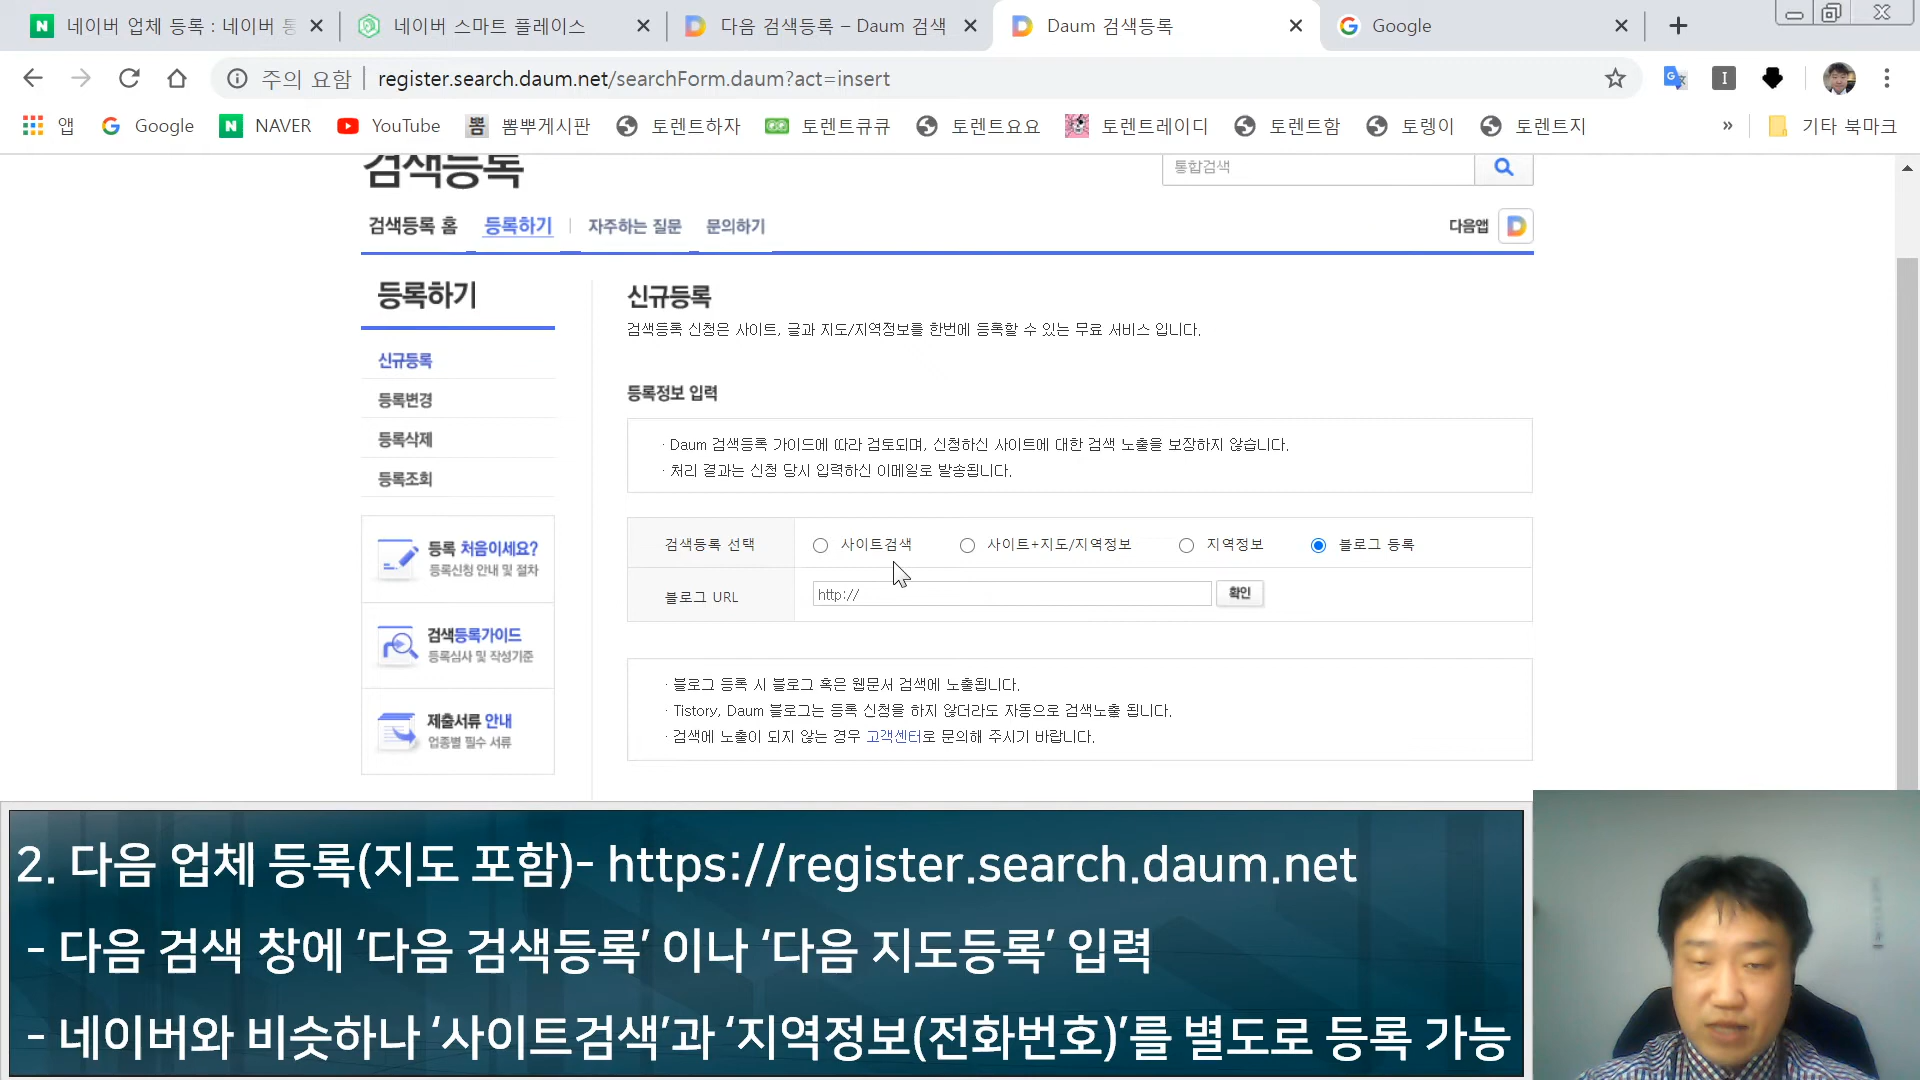 네이버 업체 등록 : 네이버 통
네이버 스마트 플레이스
다음 검색등록 – Daum 검색
Daum 검색등록
Google
주의 요함
register.search.daum.net/searchForm.daum?act=insert
앱
Google
NAVER
YouTube
뽐뿌게시판
토렌트하자
토렌트큐큐
토렌트요요
토렌트레이디
토렌트함
토렝이
토렌트지
»
기타 북마크
검색등록
통합검색
검색등록 홈
등록하기
자주하는 질문
문의하기
다음앱
등록하기
신규등록
등록변경
등록삭제
등록조회
등록 처음이세요?
등록신청 안내 및 절차
검색등록가이드
등록심사 및 작성기준
제출서류 안내
업종별 필수 서류
신규등록
검색등록 신청은 사이트, 글과 지도/지역정보를 한번에 등록할 수 있는 무료 서비스 입니다.
등록정보 입력
· Daum 검색등록 가이드에 따라 검토되며, 신청하신 사이트에 대한 검색 노출을 보장하지 않습니다.
· 처리 결과는 신청 당시 입력하신 이메일로 발송됩니다.
검색등록 선택
사이트검색
사이트+지도/지역정보
지역정보
블로그 등록
블로그 URL
http://
확인
· 블로그 등록 시 블로그 혹은 웹문서 검색에 노출됩니다.
· Tistory, Daum 블로그는 등록 신청을 하지 않더라도 자동으로 검색노출 됩니다.
· 검색에 노출이 되지 않는 경우 고객센터로 문의해 주시기 바랍니다.
2. 다음 업체 등록(지도 포함)- https://register.search.daum.net
- 다음 검색 창에 ‘다음 검색등록’ 이나 ‘다음 지도등록’ 입력
- 네이버와 비슷하나 ‘사이트검색’과 ‘지역정보(전화번호)’를 별도로 등록 가능